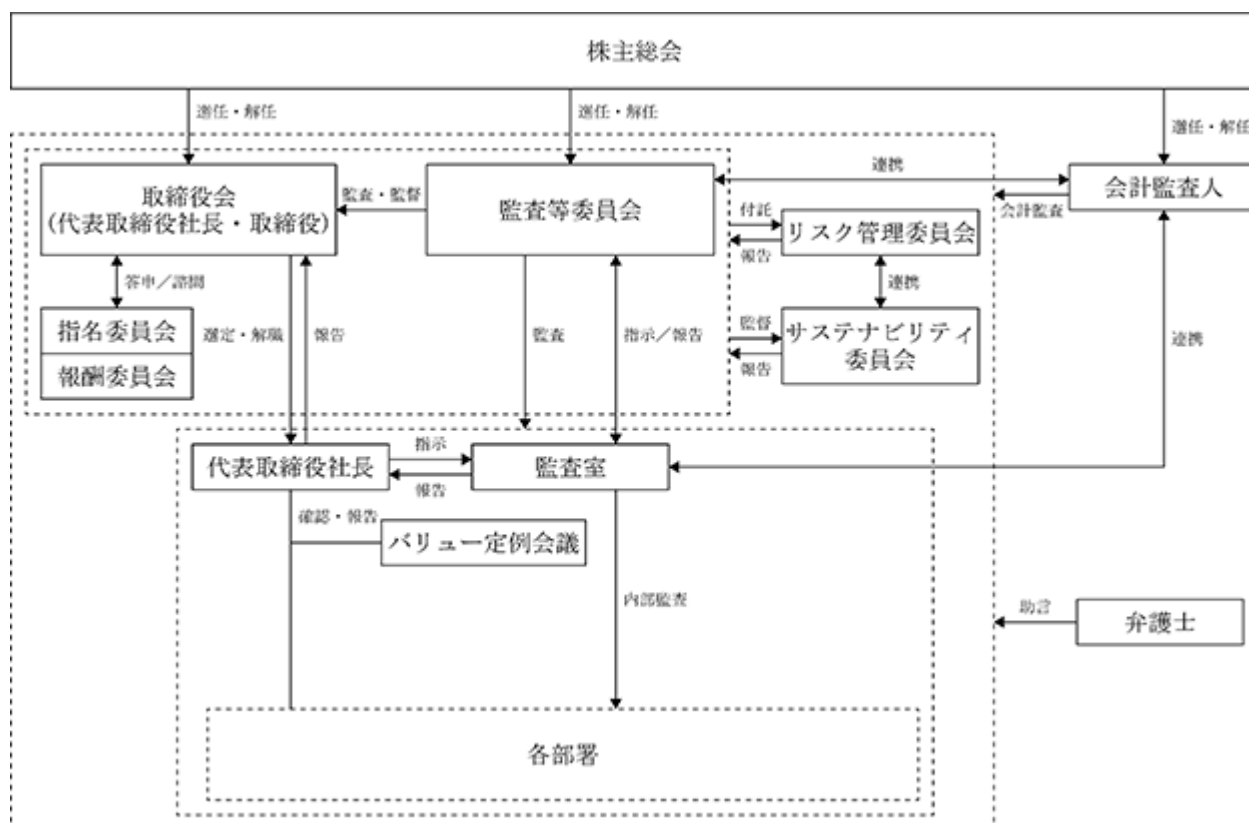 株主総会
選任・解任
選任・解任
選任・解任
取締役会
(代表取締役社長・取締役)
監査・監督
監査等委員会
連携
会計監査人
会計監査
付託
報告
リスク管理委員会
連携
答申/諮問
指名委員会
報酬委員会
選定・解職
報告
監査
指示/報告
監督
報告
サステナビリティ
委員会
連携
代表取締役社長
指示
報告
監査室
確認・報告
バリュー定例会議
内部監査
助言
弁護士
各部署